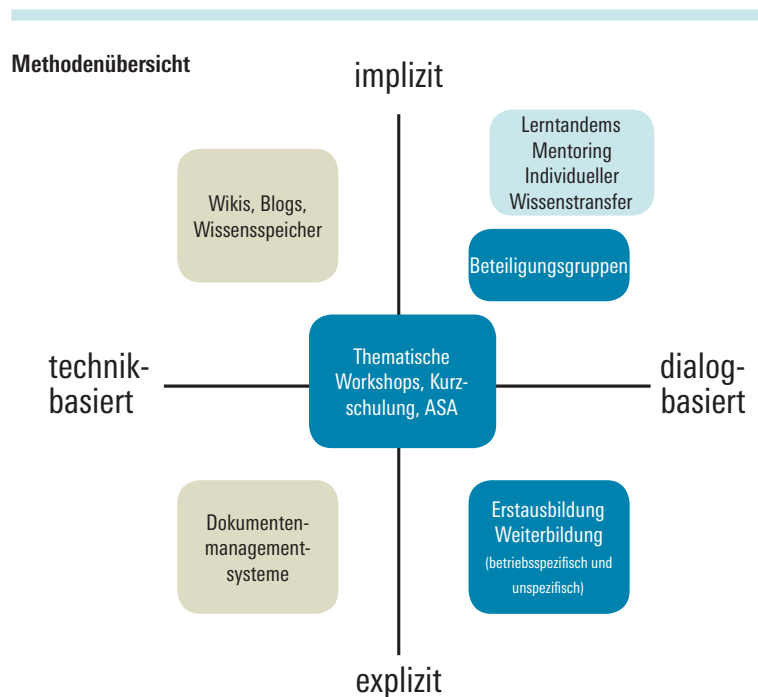 Methodenübersicht
implizit
Lerntandems
Mentoring
Individueller
Wissenstransfer
Wikis, Blogs,
Wissensspeicher
Beteiligungsgruppen
technik-
basiert
Thematische
Workshops, Kurz-
schulung, ASA
dialog-
basiert
Dokumenten-
management-
systeme
Erstausbildung
Weiterbildung
(betriebsspezifisch und
unspezifisch)
explizit